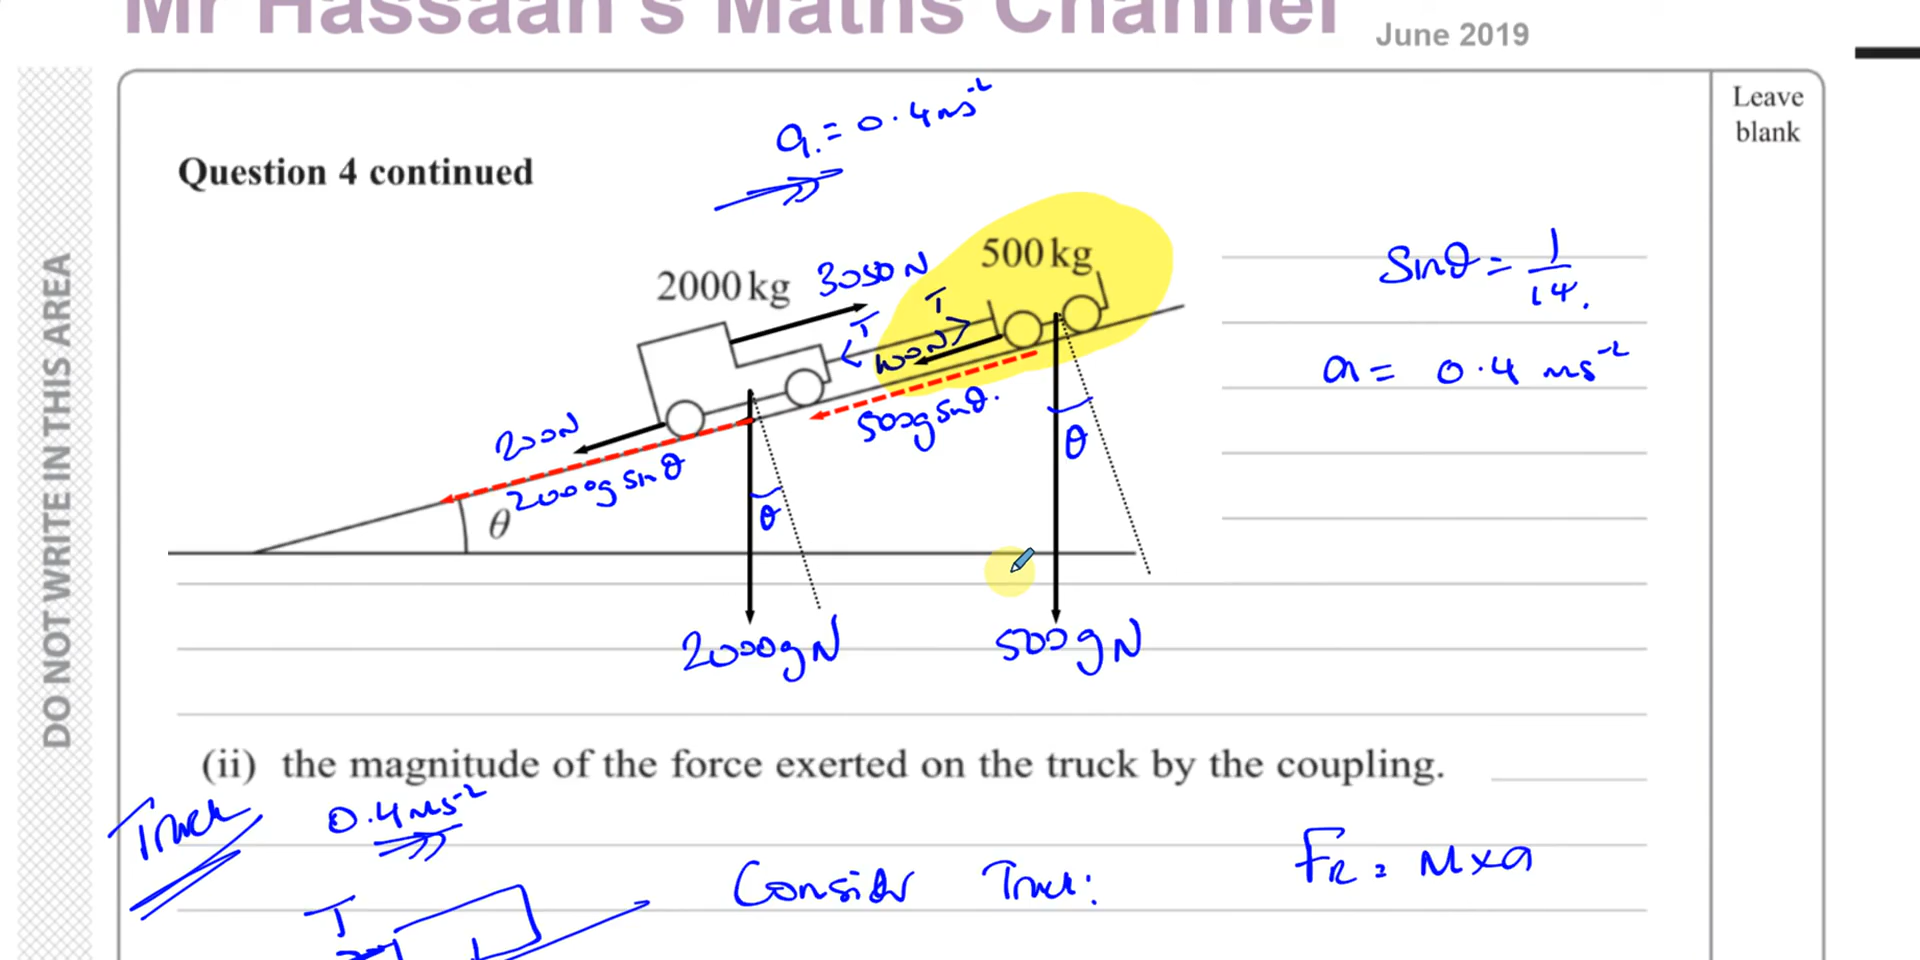 Mr Hassaan's Maths Channel
June 2019
Leave
blank
DO NOT WRITE IN THIS AREA
Question 4 continued
a = 0.4 ms⁻²
2000 kg
3050 N
500 kg
T
T
100N
200N
2000g sin θ
500g sin θ.
θ
θ
θ
2000g N
500g N
Sin θ = 1/14.
a = 0.4 ms⁻²
(ii) the magnitude of the force exerted on the truck by the coupling.
Truck
0.4 ms⁻²
T
Consider Truck:
F_R = M×a